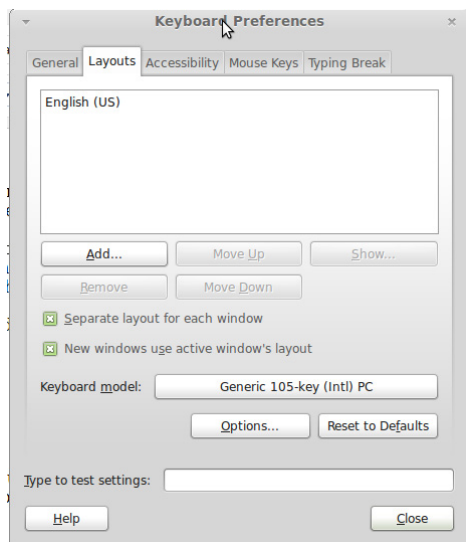 Keyboard Preferences
General Layouts Accessibility Mouse Keys Typing Break
English (US)
Add... Move Up Show...
Remove Move Down
Separate layout for each window
New windows use active window's layout
Keyboard model: Generic 105-key (Intl) PC
Options... Reset to Defaults
Type to test settings:
Help Close